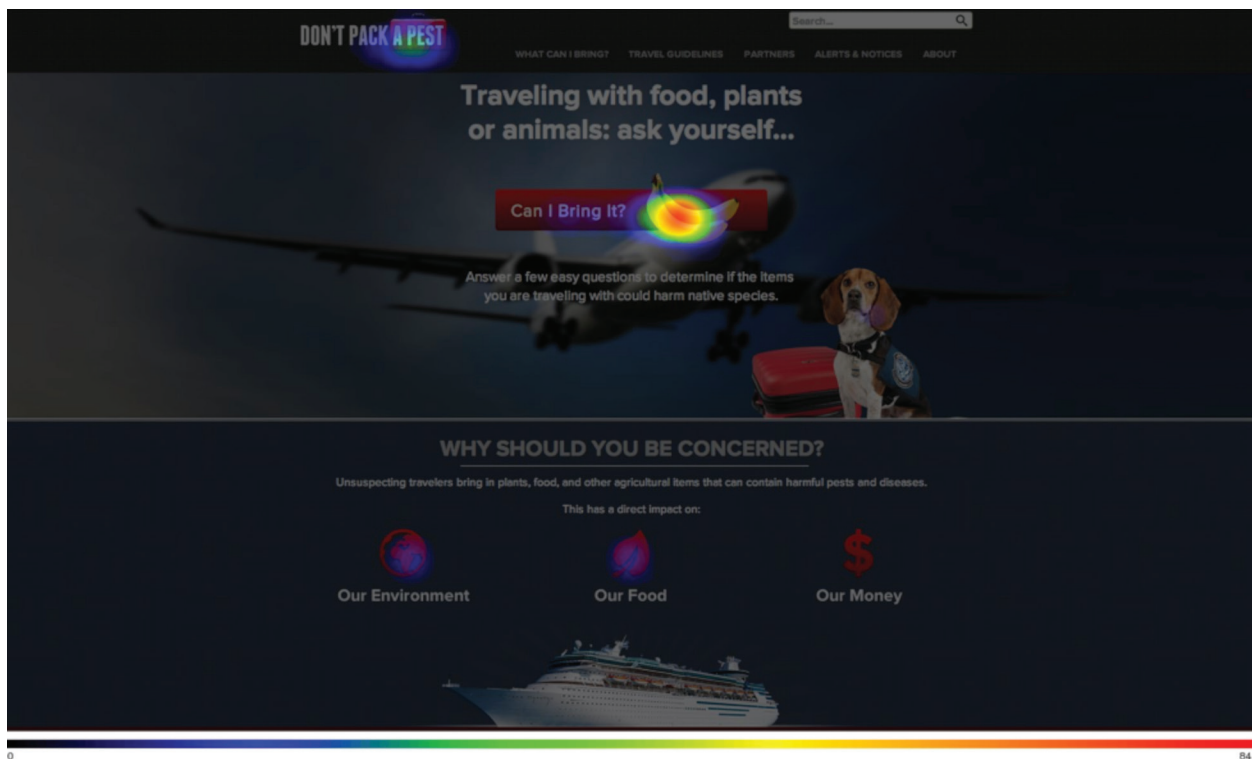 DON'T PACK A PEST
Search...
WHAT CAN I BRING? TRAVEL GUIDELINES PARTNERS ALERTS & NOTICES ABOUT
Traveling with food, plants
or animals: ask yourself...
Can I Bring It?
Answer a few easy questions to determine if the items
you are traveling with could harm native species.
WHY SHOULD YOU BE CONCERNED?
Unsuspecting travelers bring in plants, food, and other agricultural items that can contain harmful pests and diseases.
This has a direct impact on:
Our Environment Our Food Our Money
0 84